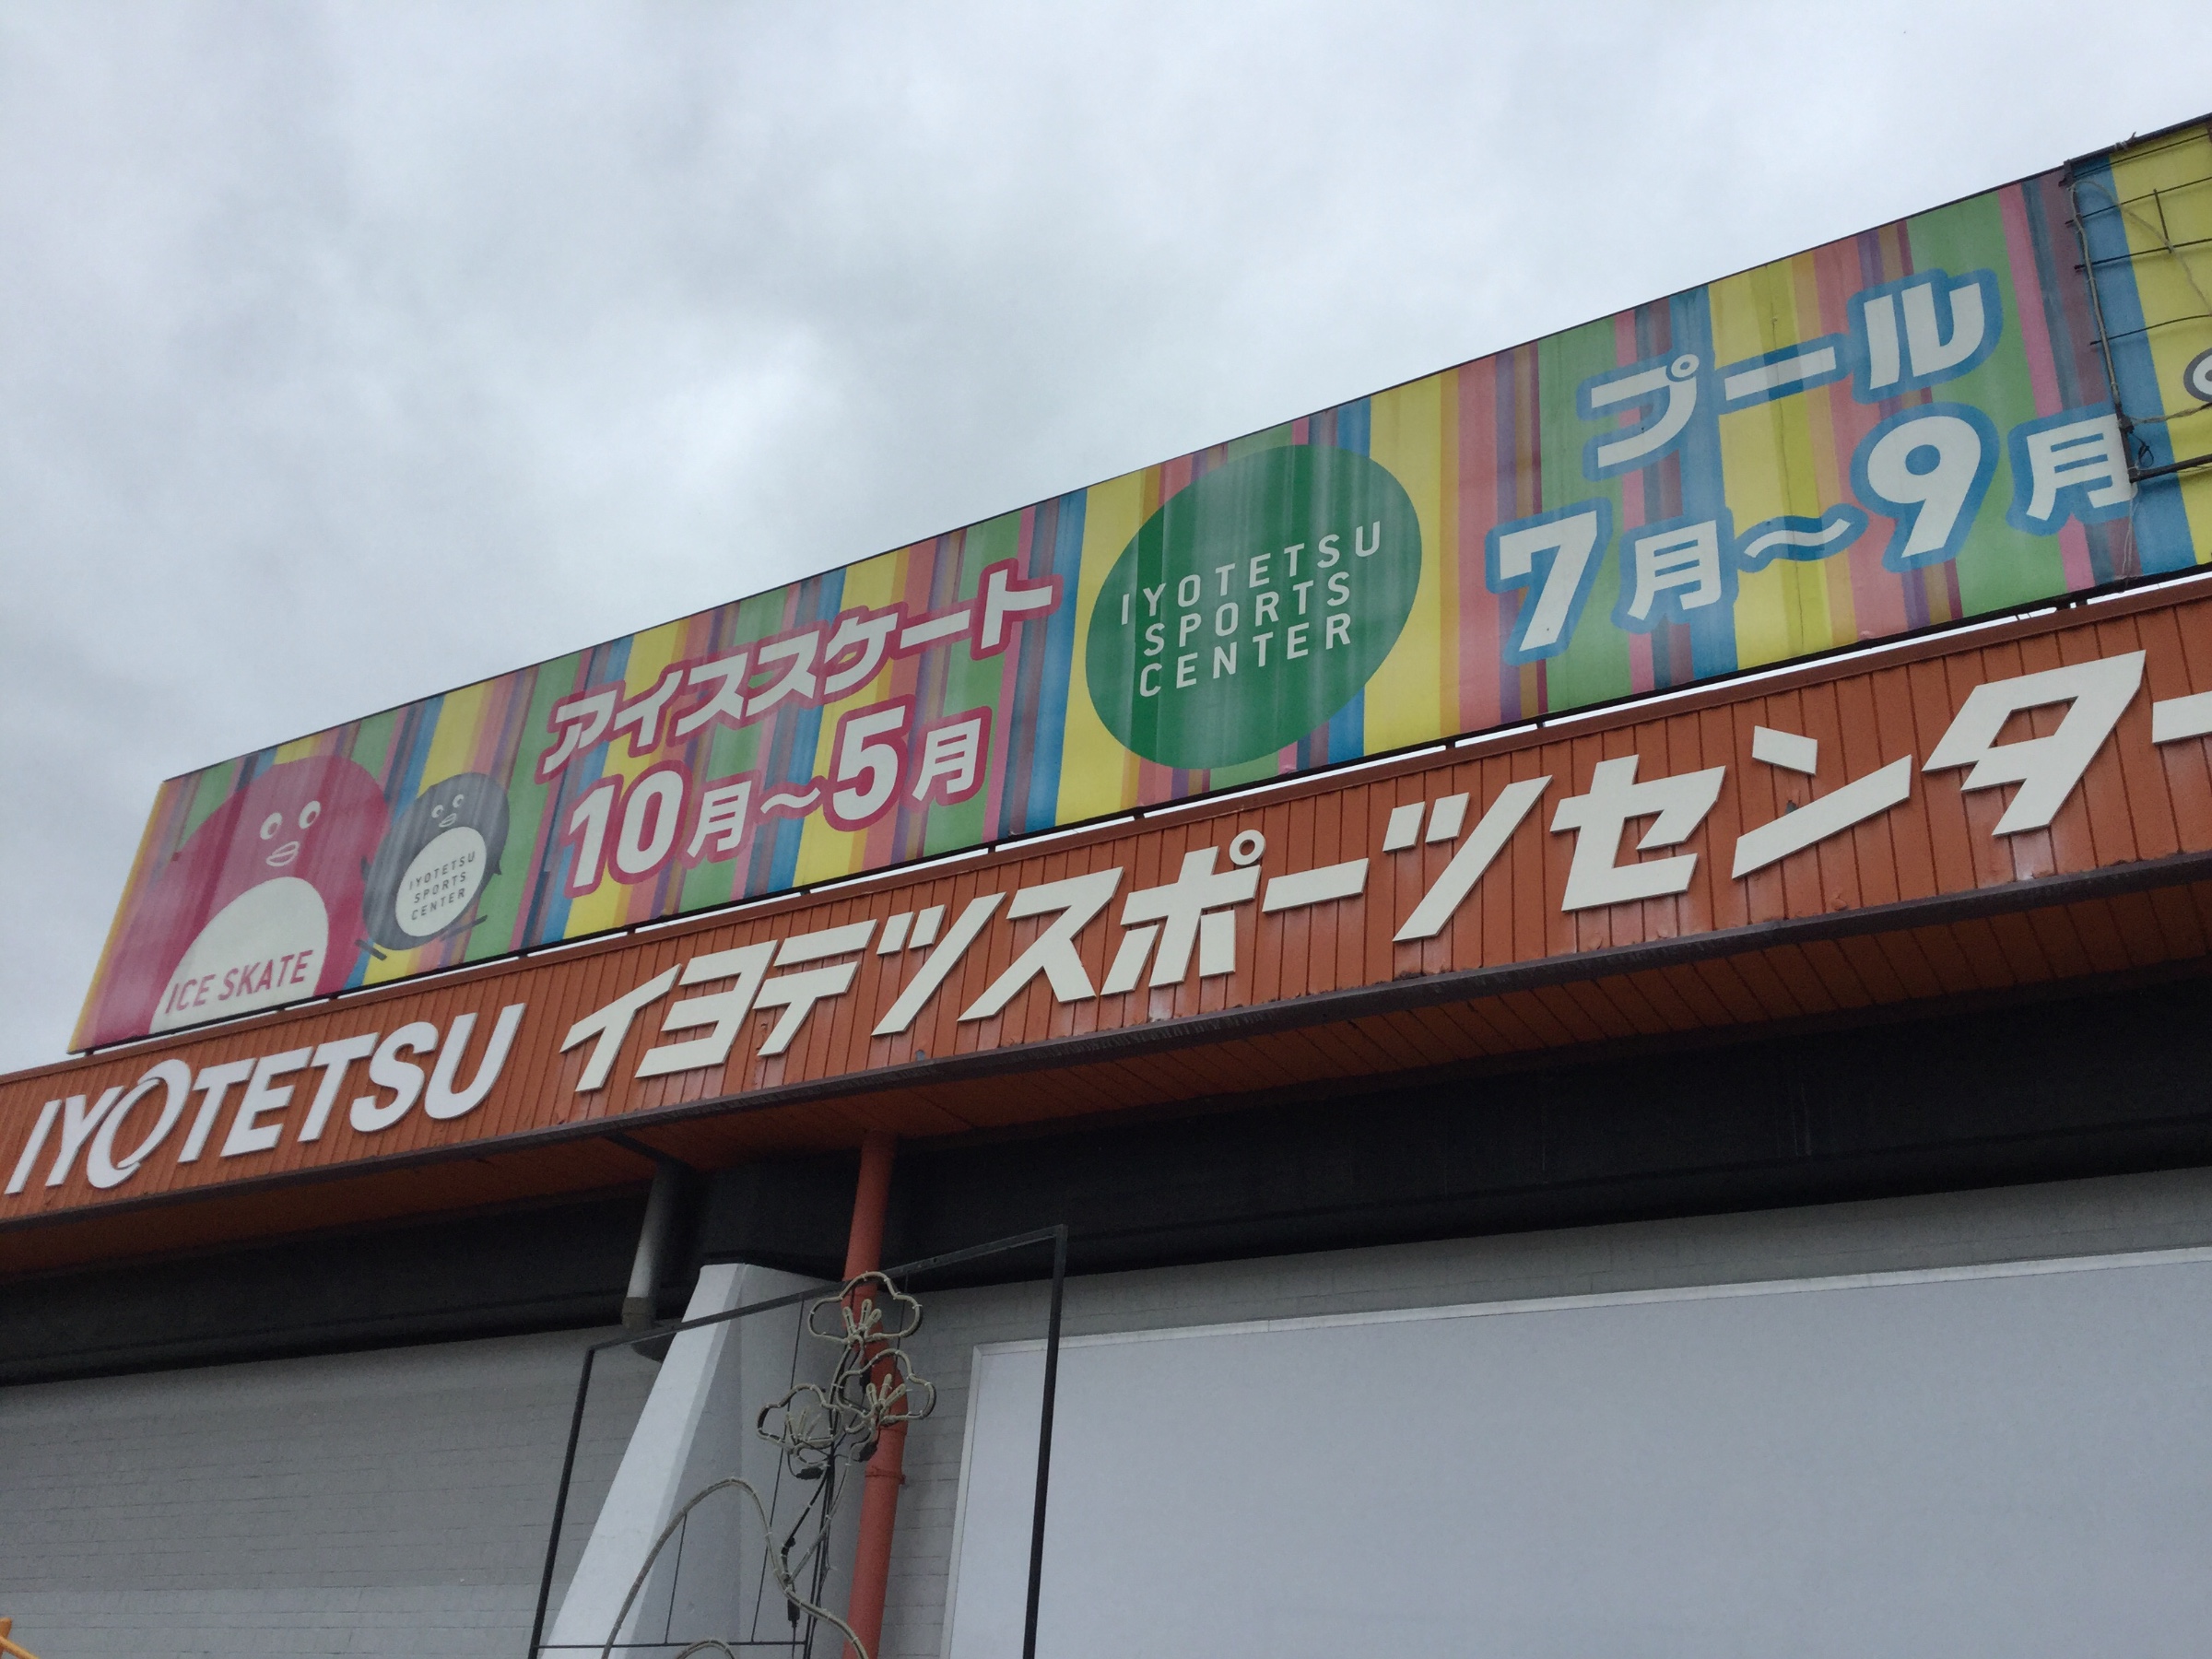 ICE SKATE
IYOTETSU
SPORTS
CENTER
アイススケート
10月～5月
IYOTETSU
SPORTS
CENTER
プール
7月～9月
IYOTETSU イヨテツスポーツセンター